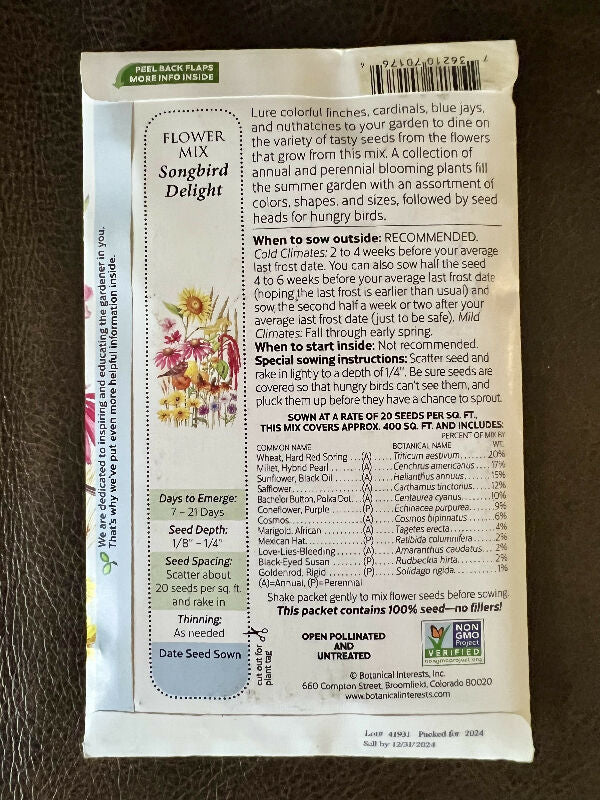 PEEL BACK FLAPS
MORE INFO INSIDE
7 36210 70176 4
FLOWER
MIX
Songbird
Delight
Lure colorful finches, cardinals, blue jays,
and nuthatches to your garden to dine on
the variety of tasty seeds from the flowers
that grow from this mix. A collection of
annual and perennial blooming plants fill
the summer garden with an assortment of
colors, shapes, and sizes, followed by seed
heads for hungry birds.
When to sow outside: RECOMMENDED.
Cold Climates: 2 to 4 weeks before your average
last frost date. You can also sow half the seed
4 to 6 weeks before your average last frost date
(hoping the last frost is earlier than usual) and
sow the second half a week or two after your
average last frost date (just to be safe). Mild
Climates: Fall through early spring.
When to start inside: Not recommended.
Special sowing instructions: Scatter seed and
rake in lightly to a depth of 1/4". Be sure seeds are
covered so that hungry birds can't see them, and
pluck them up before they have a chance to sprout.
SOWN AT A RATE OF 20 SEEDS PER SQ. FT.,
THIS MIX COVERS APPROX. 400 SQ. FT. AND INCLUDES:
PERCENT OF MIX BY
COMMON NAME BOTANICAL NAME WT.
Wheat, Hard Red Spring ...(A)... Triticum aestivum ....20%
Millet, Hybrid Pearl ....(A).... Cenchrus americanus ...17%
Sunflower, Black Oil ....(A).... Helianthus annuus ....15%
Safflower ....(A).... Carthamus tinctorius ....12%
Bachelor Button, Polka Dot..(A).... Centaurea cyanus ....10%
Coneflower, Purple ....(P).... Echinacea purpurea ....9%
Cosmos ....(A).... Cosmos bipinnatus ....6%
Marigold, African ....(A).... Tagetes erecta ....4%
Mexican Hat ....(P).... Ratibida columnifera ....2%
Love-Lies-Bleeding ....(A).... Amaranthus caudatus ...2%
Black-Eyed Susan ....(P).... Rudbeckia hirta ....2%
Goldenrod, Rigid ....(P).... Solidago rigida ....1%
(A)=Annual, (P)=Perennial
Shake packet gently to mix flower seeds before sowing.
This packet contains 100% seed—no fillers!
Days to Emerge:
7 – 21 Days
Seed Depth:
1/8" – 1/4"
Seed Spacing:
Scatter about
20 seeds per sq. ft.
and rake in
Thinning:
As needed
Date Seed Sown
cut out for
plant tag
We are dedicated to inspiring and educating the gardener in you.
That's why we've put even more helpful information inside.
OPEN POLLINATED
AND
UNTREATED
NON
GMO
Project
VERIFIED
nongmoproject.org
© Botanical Interests, Inc.
660 Compton Street, Broomfield, Colorado 80020
www.botanicalinterests.com
Lot# 41931 Packed for 2024
Sell by 12/31/2024